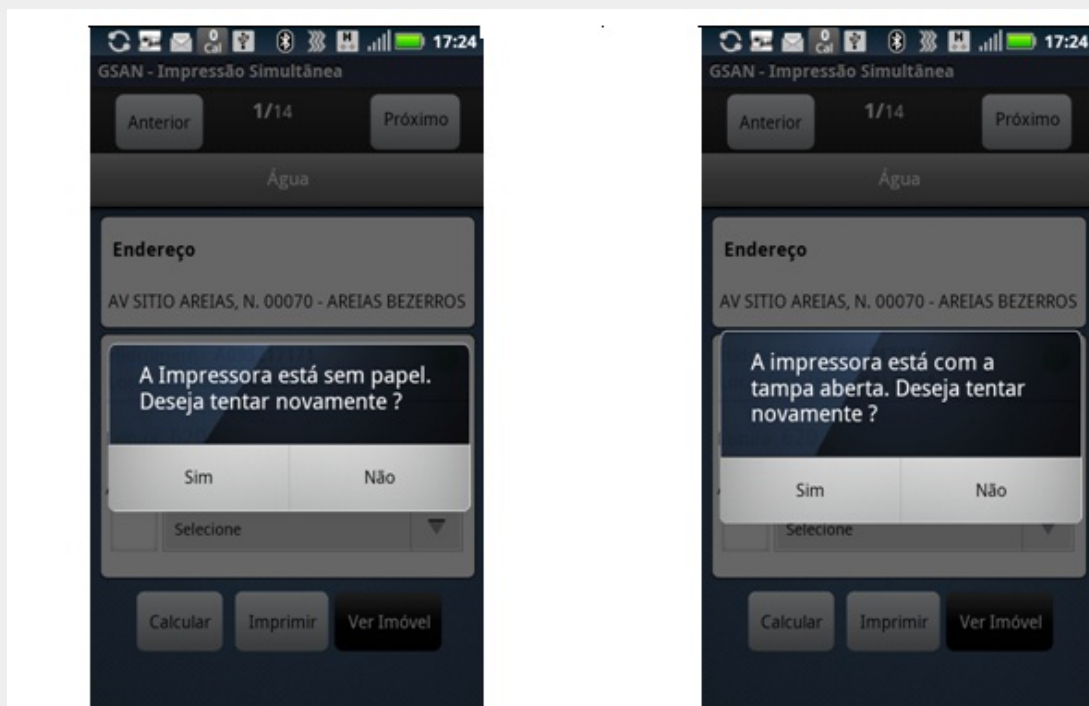 17:24
GSAN - Impressão Simultânea
Anterior
1/14
Próximo
Água
Endereço
AV SITIO AREIAS, N. 00070 - AREIAS BEZERROS
A Impressora está sem papel.
Deseja tentar novamente ?
Sim
Não
Selecione
Calcular
Imprimir
Ver Imóvel
17:24
GSAN - Impressão Simultânea
Anterior
1/14
Próximo
Água
Endereço
AV SITIO AREIAS, N. 00070 - AREIAS BEZERROS
A impressora está com a
tampa aberta. Deseja tentar
novamente ?
Sim
Não
Selecione
Calcular
Imprimir
Ver Imóvel